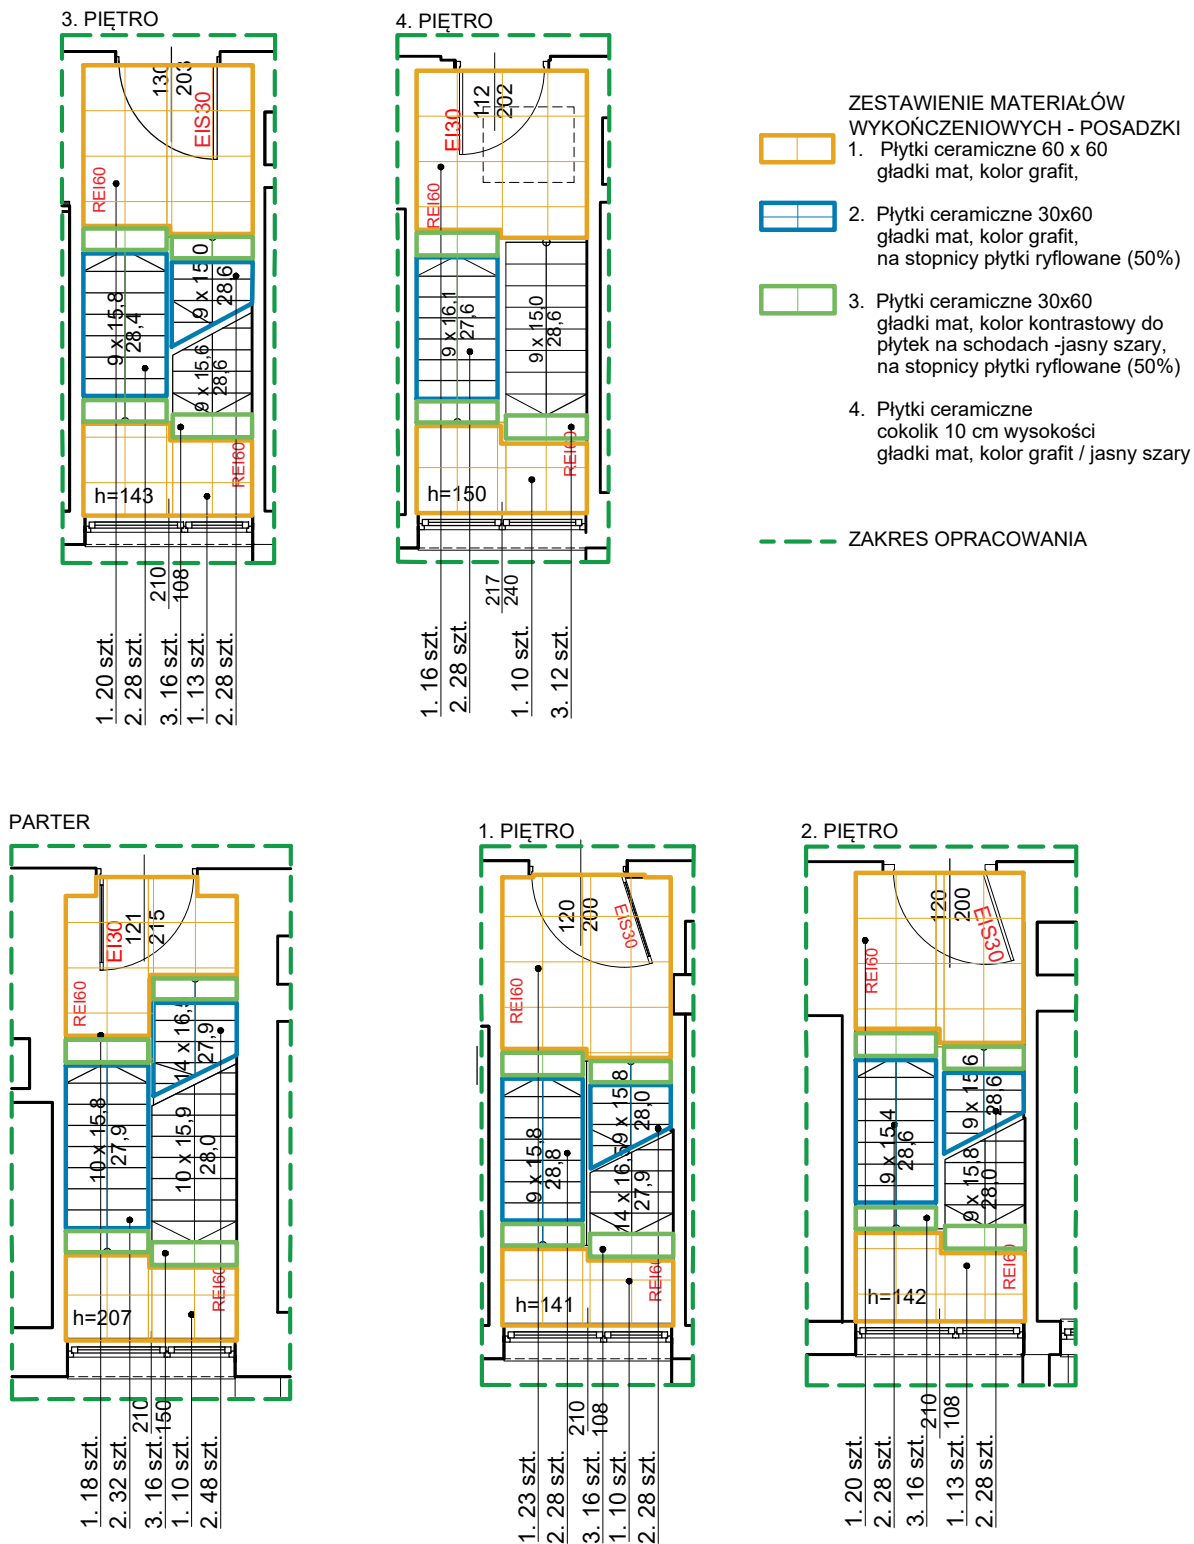 3. PIĘTRO
130
203
EIS30
REI60
9 x 15,8
28,4
9 x 15,0
28,6
9 x 15,6
28,6
REI60
h=143
210
108
1. 20 szt.
2. 28 szt.
3. 16 szt.
1. 13 szt.
2. 28 szt.
4. PIĘTRO
112
202
EI30
REI60
9 x 16,1
27,6
9 x 15,0
28,6
REI60
h=150
217
240
1. 16 szt.
2. 28 szt.
1. 10 szt.
3. 12 szt.
ZESTAWIENIE MATERIAŁÓW
WYKOŃCZENIOWYCH - POSADZKI
1. Płytki ceramiczne 60 x 60
gładki mat, kolor grafit,
2. Płytki ceramiczne 30x60
gładki mat, kolor grafit,
na stopnicy płytki ryflowane (50%)
3. Płytki ceramiczne 30x60
gładki mat, kolor kontrastowy do
płytek na schodach -jasny szary,
na stopnicy płytki ryflowane (50%)
4. Płytki ceramiczne
cokolik 10 cm wysokości
gładki mat, kolor grafit / jasny szary
ZAKRES OPRACOWANIA
PARTER
EI30
121
215
REI60
14 x 16,5
27,9
10 x 15,8
27,9
10 x 15,9
28,0
REI60
h=207
210
150
1. 18 szt.
2. 32 szt.
3. 16 szt.
1. 10 szt.
2. 48 szt.
1. PIĘTRO
120
200
EIS30
REI60
9 x 15,8
28,8
9 x 15,8
28,0
14 x 16,5
27,9
REI60
h=141
210
108
1. 23 szt.
2. 28 szt.
3. 16 szt.
1. 10 szt.
2. 28 szt.
2. PIĘTRO
120
200
EIS30
REI60
9 x 15,4
28,6
9 x 15,6
28,6
9 x 15,8
28,0
REI60
h=142
210
108
1. 20 szt.
2. 28 szt.
3. 16 szt.
1. 13 szt.
2. 28 szt.